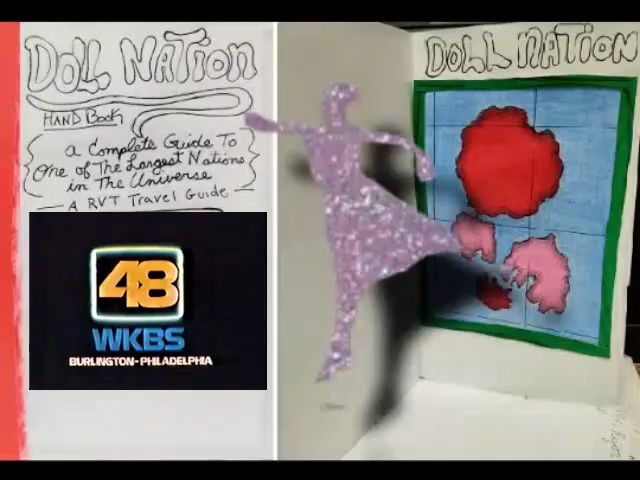 DOLL NATION
HAND Book
a Complete Guide To
One of The Largest Nations
in The Universe
A RVT Travel Guide
48
WKBS
BURLINGTON-PHILADELPHIA
DOLL NATION